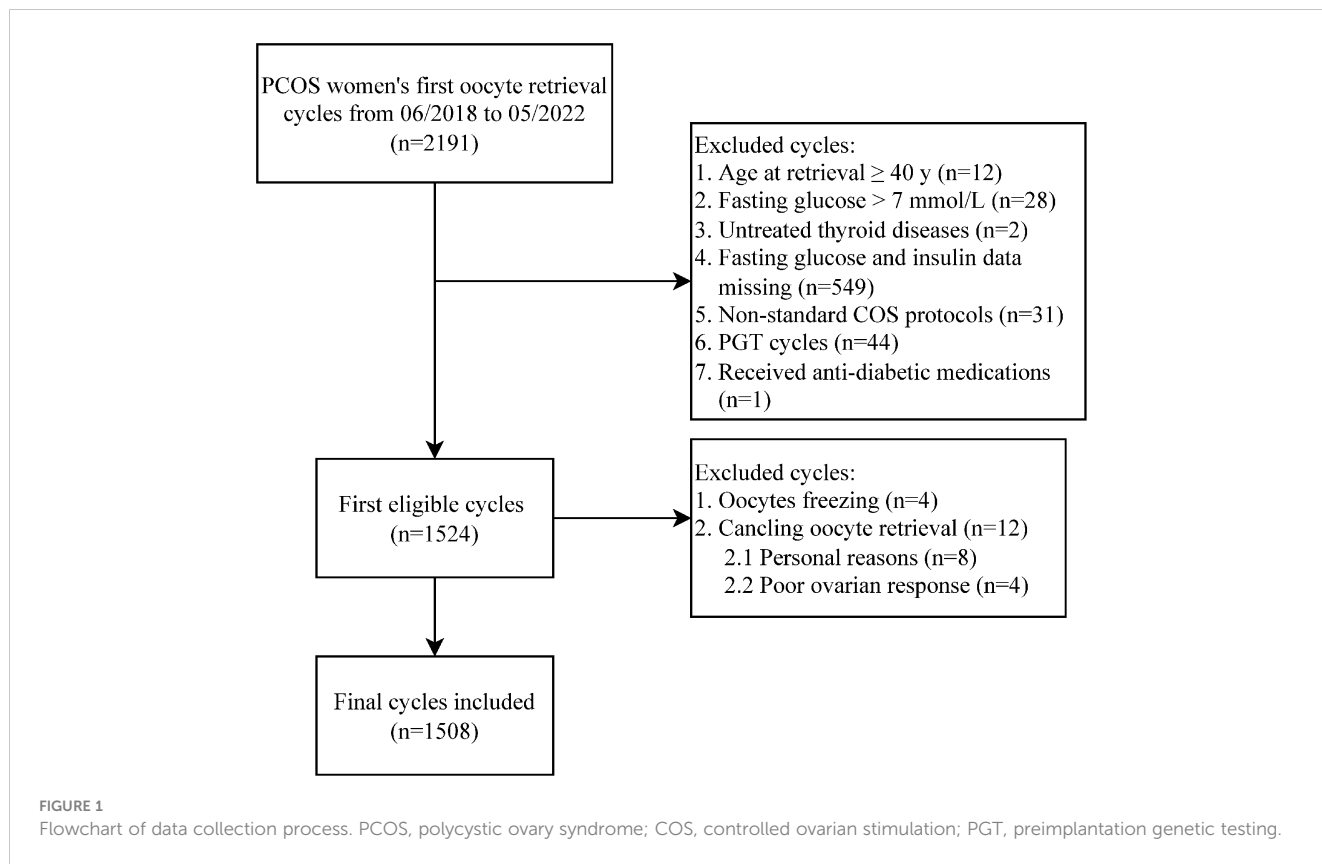 PCOS women's first oocyte retrieval
cycles from 06/2018 to 05/2022
(n=2191)
Excluded cycles:
1. Age at retrieval ≥ 40 y (n=12)
2. Fasting glucose > 7 mmol/L (n=28)
3. Untreated thyroid diseases (n=2)
4. Fasting glucose and insulin data
missing (n=549)
5. Non-standard COS protocols (n=31)
6. PGT cycles (n=44)
7. Received anti-diabetic medications
(n=1)
First eligible cycles
(n=1524)
Excluded cycles:
1. Oocytes freezing (n=4)
2. Cancling oocyte retrieval (n=12)
2.1 Personal reasons (n=8)
2.2 Poor ovarian response (n=4)
Final cycles included
(n=1508)
FIGURE 1
Flowchart of data collection process. PCOS, polycystic ovary syndrome; COS, controlled ovarian stimulation; PGT, preimplantation genetic testing.